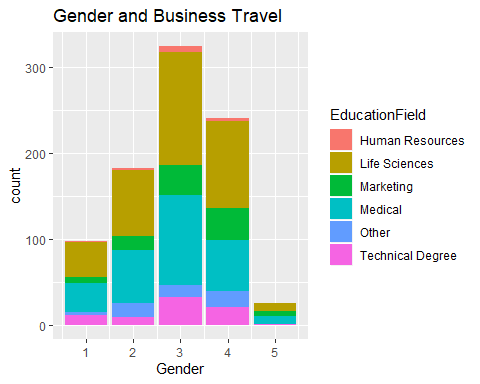 Gender and Business Travel
count
300
200
100
0
1 2 3 4 5
Gender
EducationField
Human Resources
Life Sciences
Marketing
Medical
Other
Technical Degree